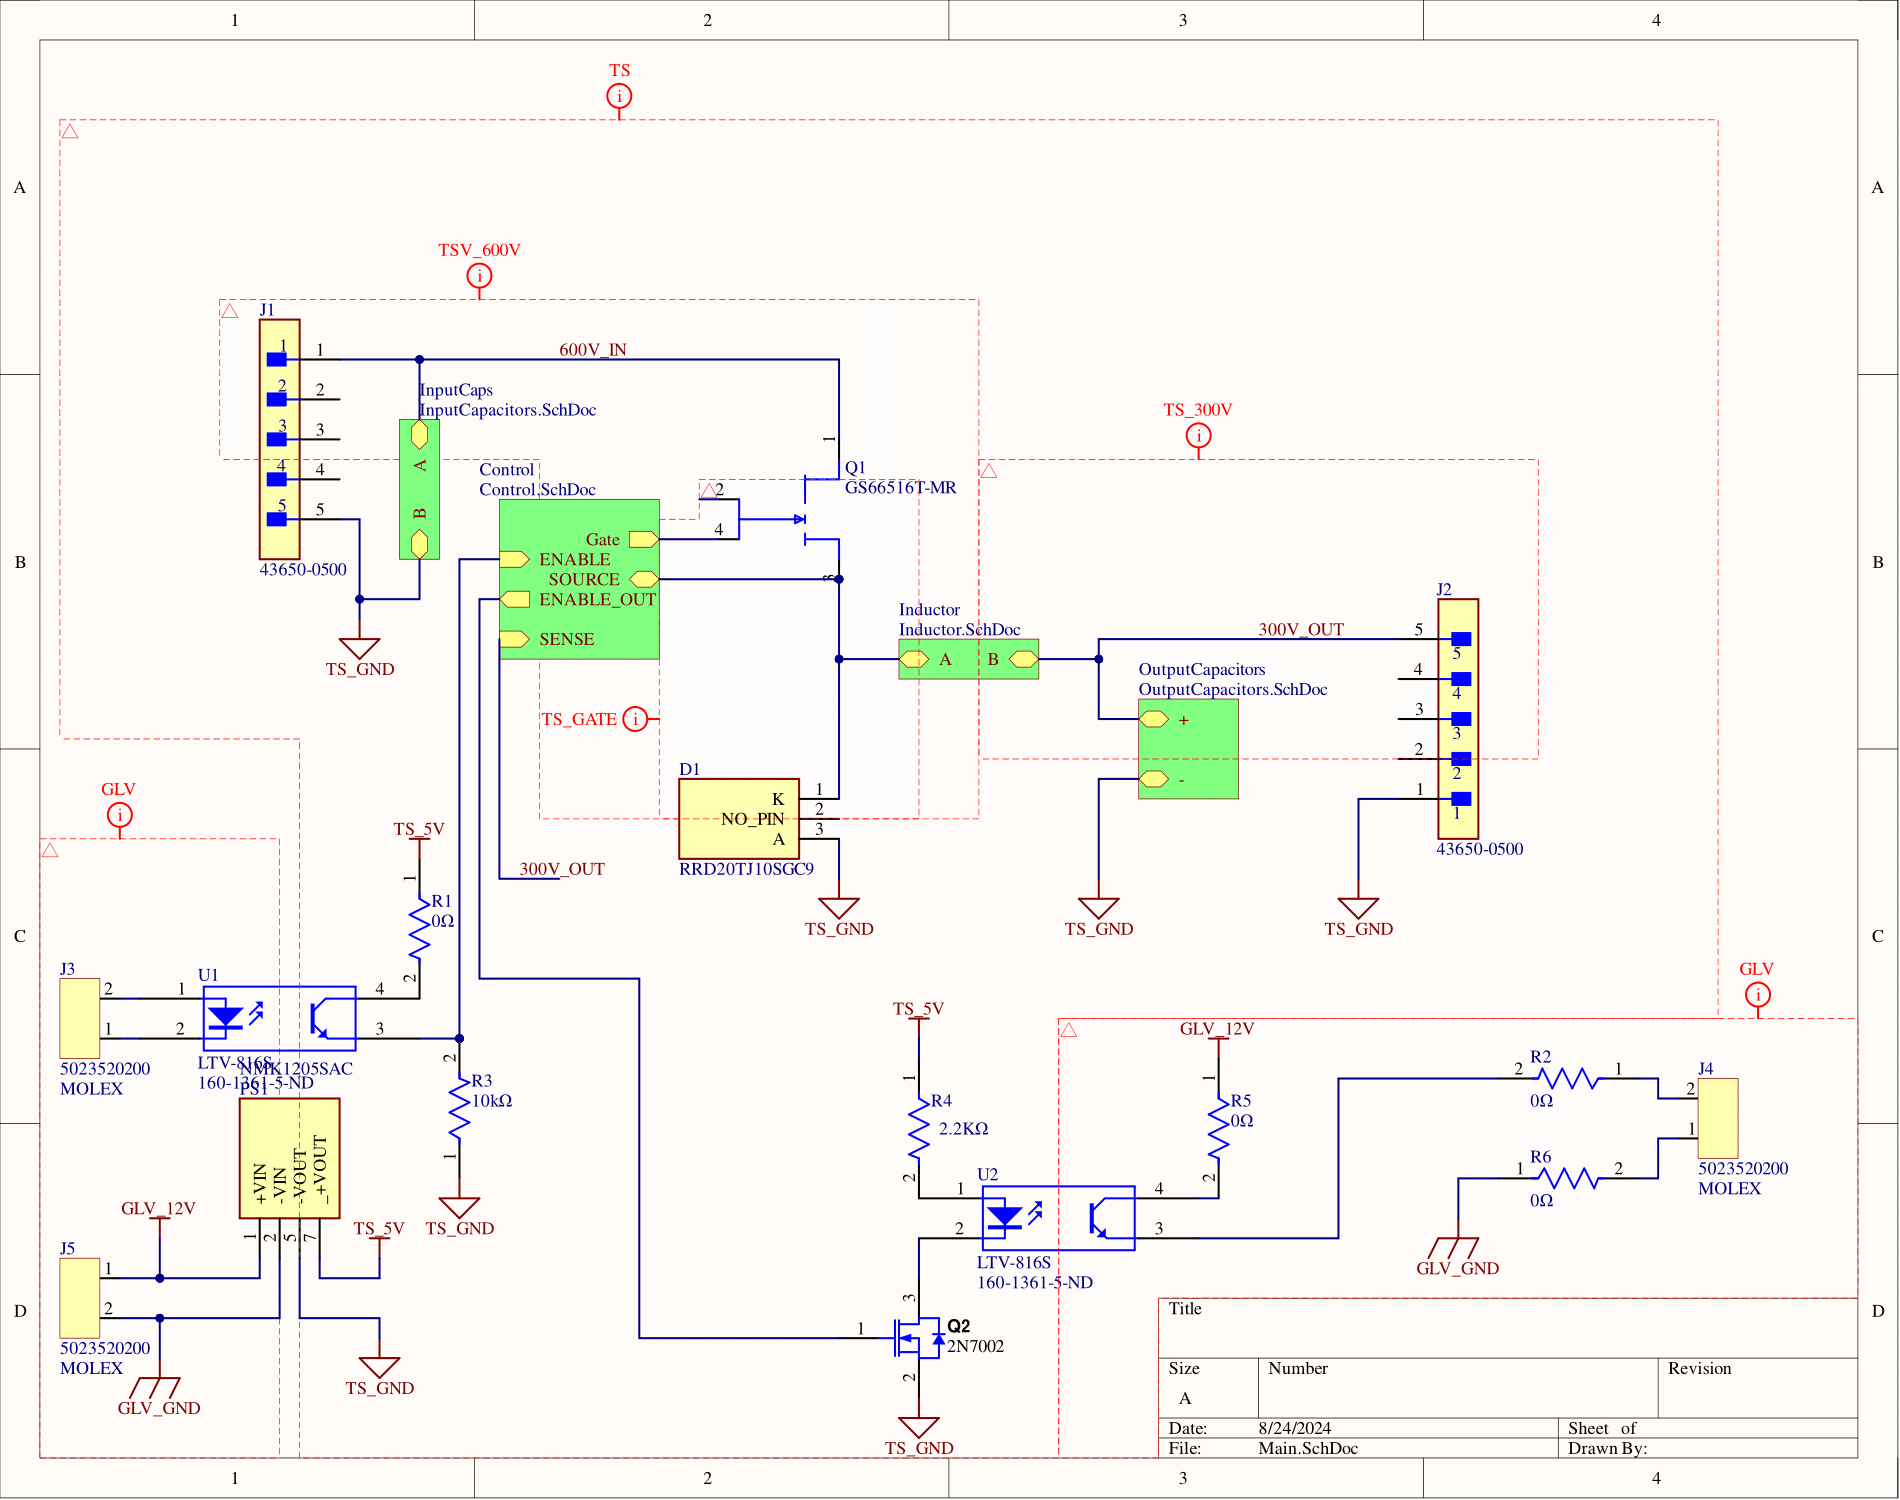 1 2 3 4
TS
A A
TSV_600V
J1
1 1 600V_IN
2 2 InputCaps
InputCapacitors.SchDoc
TS_300V
3 3 1
4 4 A Control Q1
Control.SchDoc 2 GS66516T-MR
5 5 B
Gate 4
B ENABLE B
43650-0500 SOURCE 3
ENABLE_OUT J2
Inductor
SENSE Inductor.SchDoc 300V_OUT 5 5
TS_GND A B OutputCapacitors 4 4
OutputCapacitors.SchDoc
TS_GATE + 3 3
2 2
D1
GLV K 1 - 1 1
NO_PIN 2
TS_5V A 3
43650-0500
300V_OUT RRD20TJ10SGC9
1
R1
0Ω
TS_GND TS_GND TS_GND
C C
2
J3 U1 GLV
2 1 4
1 2 3
TS_5V GLV_12V
LTV-816S
5023520200 NMK1205SAC 2 R2
MOLEX 160-1361-5-ND 2 1 J4
PS1 R3 2
10kΩ 1 1 0Ω
R4 R5
2.2KΩ 0Ω 1
+VIN -VIN -VOUT _+VOUT 1 R6
2 2 1 2 5023520200
U2 MOLEX
GLV_12V 1 4 0Ω
TS_5V TS_GND
1 2 5 7 2 3
J5 LTV-816S GLV_GND
1 160-1361-5-ND
2 3 Title
D 1 Q2 D
5023520200 2N7002
MOLEX Size Number Revision
TS_GND 2 A
GLV_GND
Date: 8/24/2024 Sheet of
TS_GND File: Main.SchDoc Drawn By:
1 2 3 4